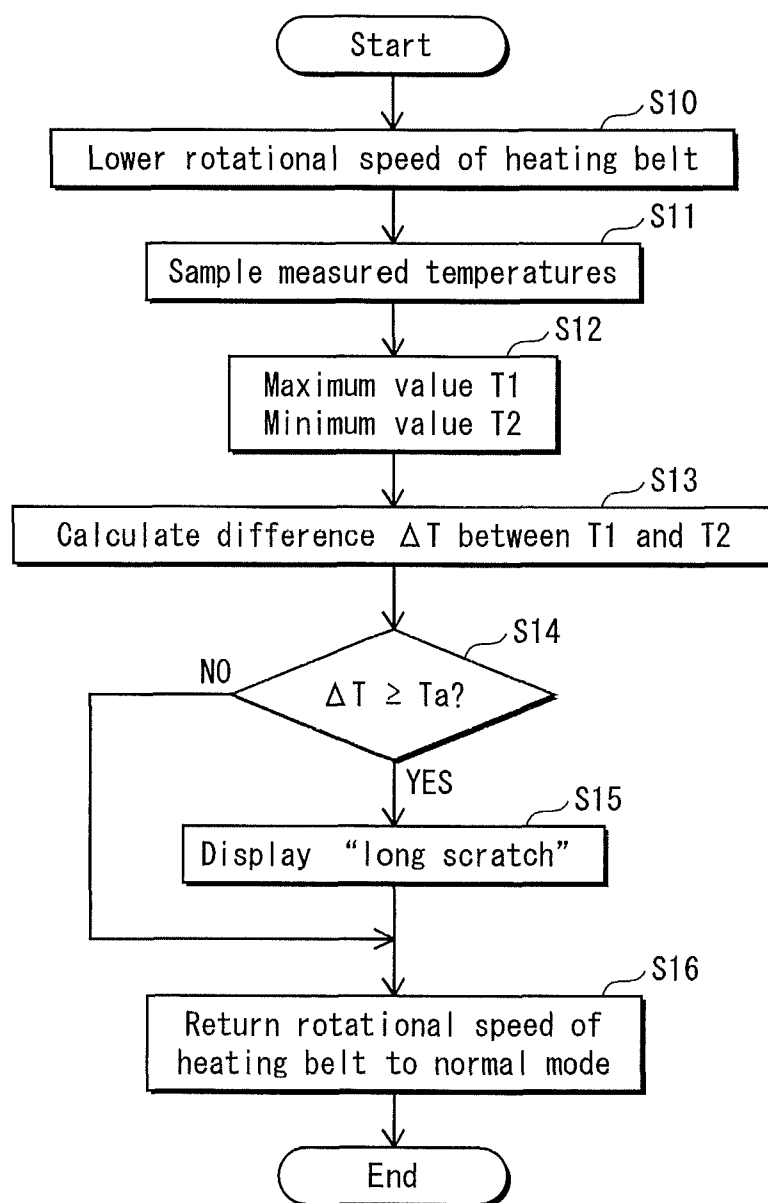 Start
S10
Lower rotational speed of heating belt
S11
Sample measured temperatures
S12
Maximum value T1
Minimum value T2
S13
Calculate difference ΔT between T1 and T2
S14
NO
ΔT ≥ Ta?
YES
S15
Display “long scratch”
S16
Return rotational speed of
heating belt to normal mode
End